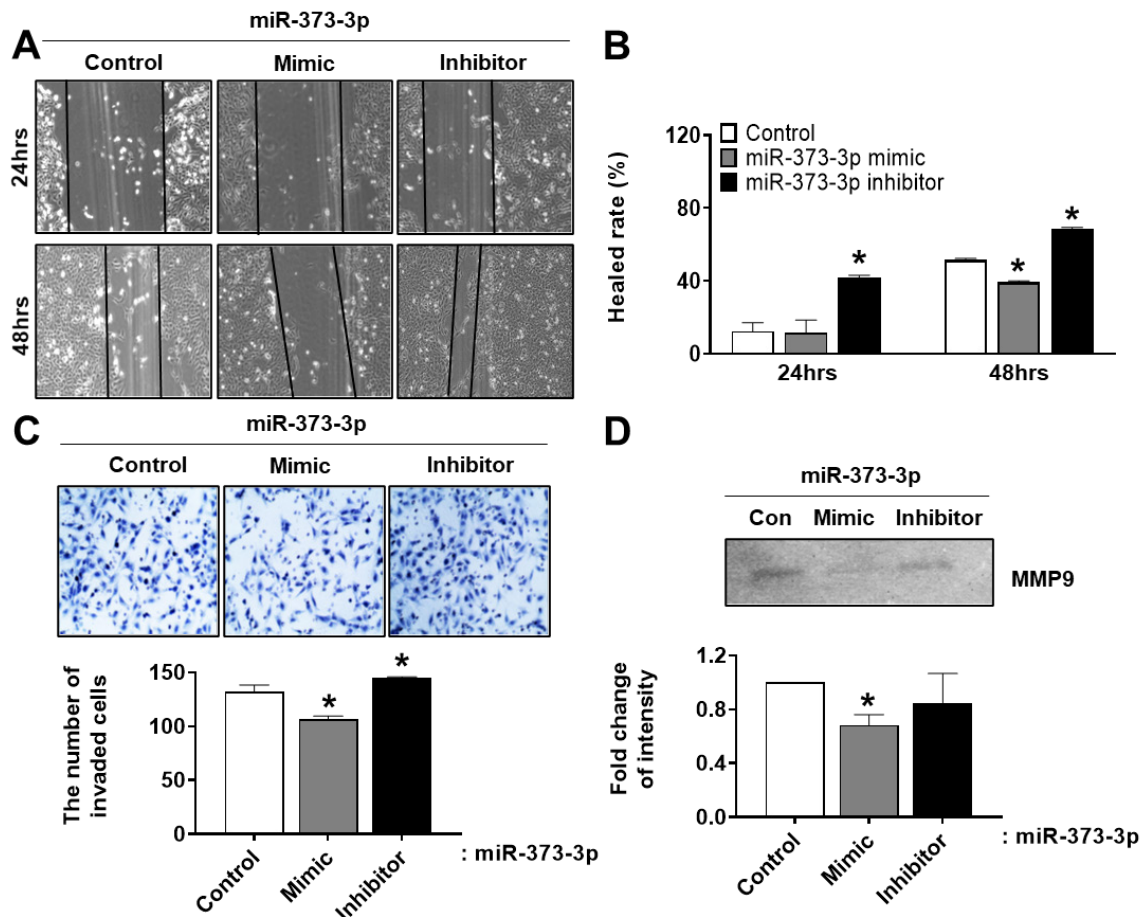 A
miR-373-3p
Control Mimic Inhibitor
24hrs
48hrs
B
Healed rate (%)
120
80
40
0
Control
miR-373-3p mimic
miR-373-3p inhibitor
*
*
*
24hrs 48hrs
C
miR-373-3p
Control Mimic Inhibitor
The number of
invaded cells
150
100
50
0
*
*
Control Mimic Inhibitor
: miR-373-3p
D
miR-373-3p
Con Mimic Inhibitor
MMP9
Fold change
of intensity
1.2
0.8
0.4
0.0
*
Control Mimic Inhibitor
: miR-373-3p